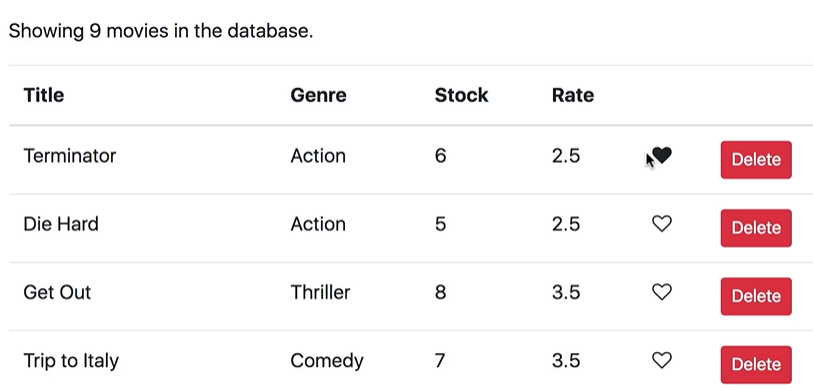 Showing 9 movies in the database.
Title Genre Stock Rate
Terminator Action 6 2.5 Delete
Die Hard Action 5 2.5 Delete
Get Out Thriller 8 3.5 Delete
Trip to Italy Comedy 7 3.5 Delete